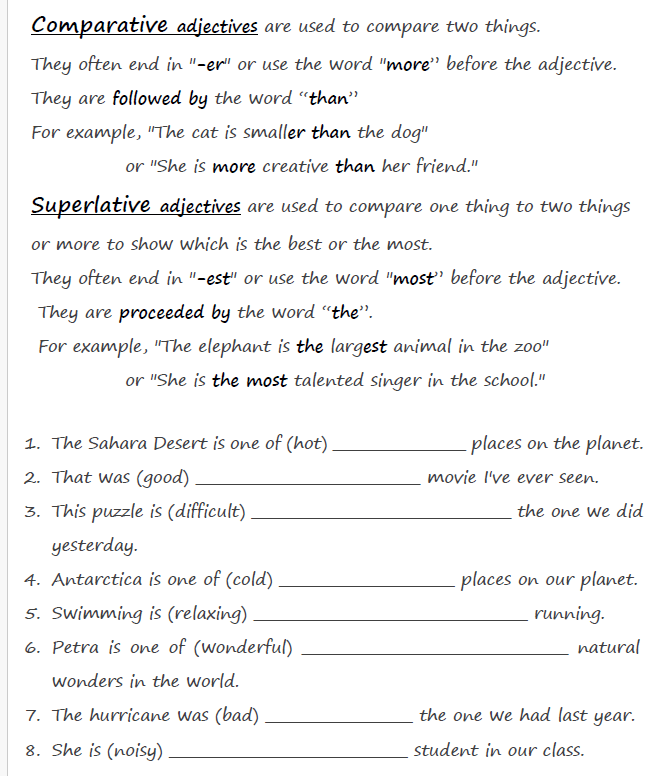 Comparative adjectives are used to compare two things.
They often end in "-er" or use the word "more” before the adjective.
They are followed by the word “than”
For example, "The cat is smaller than the dog"
or "She is more creative than her friend."
Superlative adjectives are used to compare one thing to two things
or more to show which is the best or the most.
They often end in "-est" or use the word "most” before the adjective.
They are proceeded by the word “the”.
For example, "The elephant is the largest animal in the zoo"
or "She is the most talented singer in the school."
1. The Sahara Desert is one of (hot) ______________ places on the planet.
2. That was (good) ________________________ movie I've ever seen.
3. This puzzle is (difficult) ____________________________ the one we did
yesterday.
4. Antarctica is one of (cold) ___________________ places on our planet.
5. Swimming is (relaxing) _____________________________ running.
6. Petra is one of (wonderful) ____________________________ natural
wonders in the world.
7. The hurricane was (bad) ________________ the one we had last year.
8. She is (noisy) __________________________ student in our class.